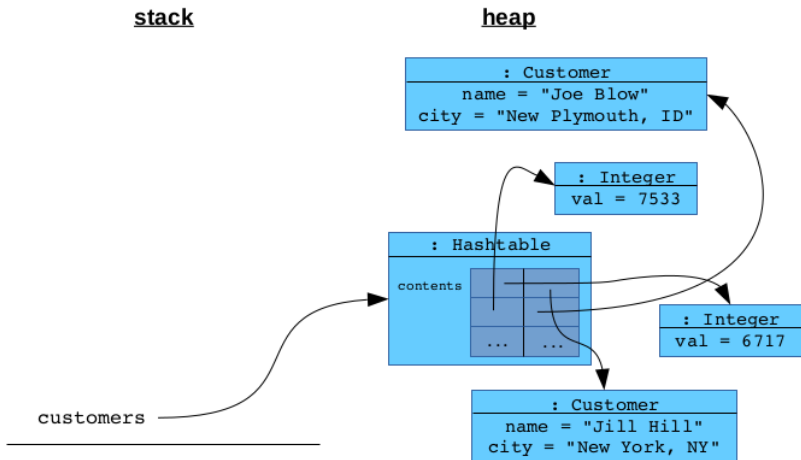 stack
heap
: Customer
name = "Joe Blow"
city = "New Plymouth, ID"
: Integer
val = 7533
: Hashtable
contents
... ...
: Integer
val = 6717
customers
: Customer
name = "Jill Hill"
city = "New York, NY"